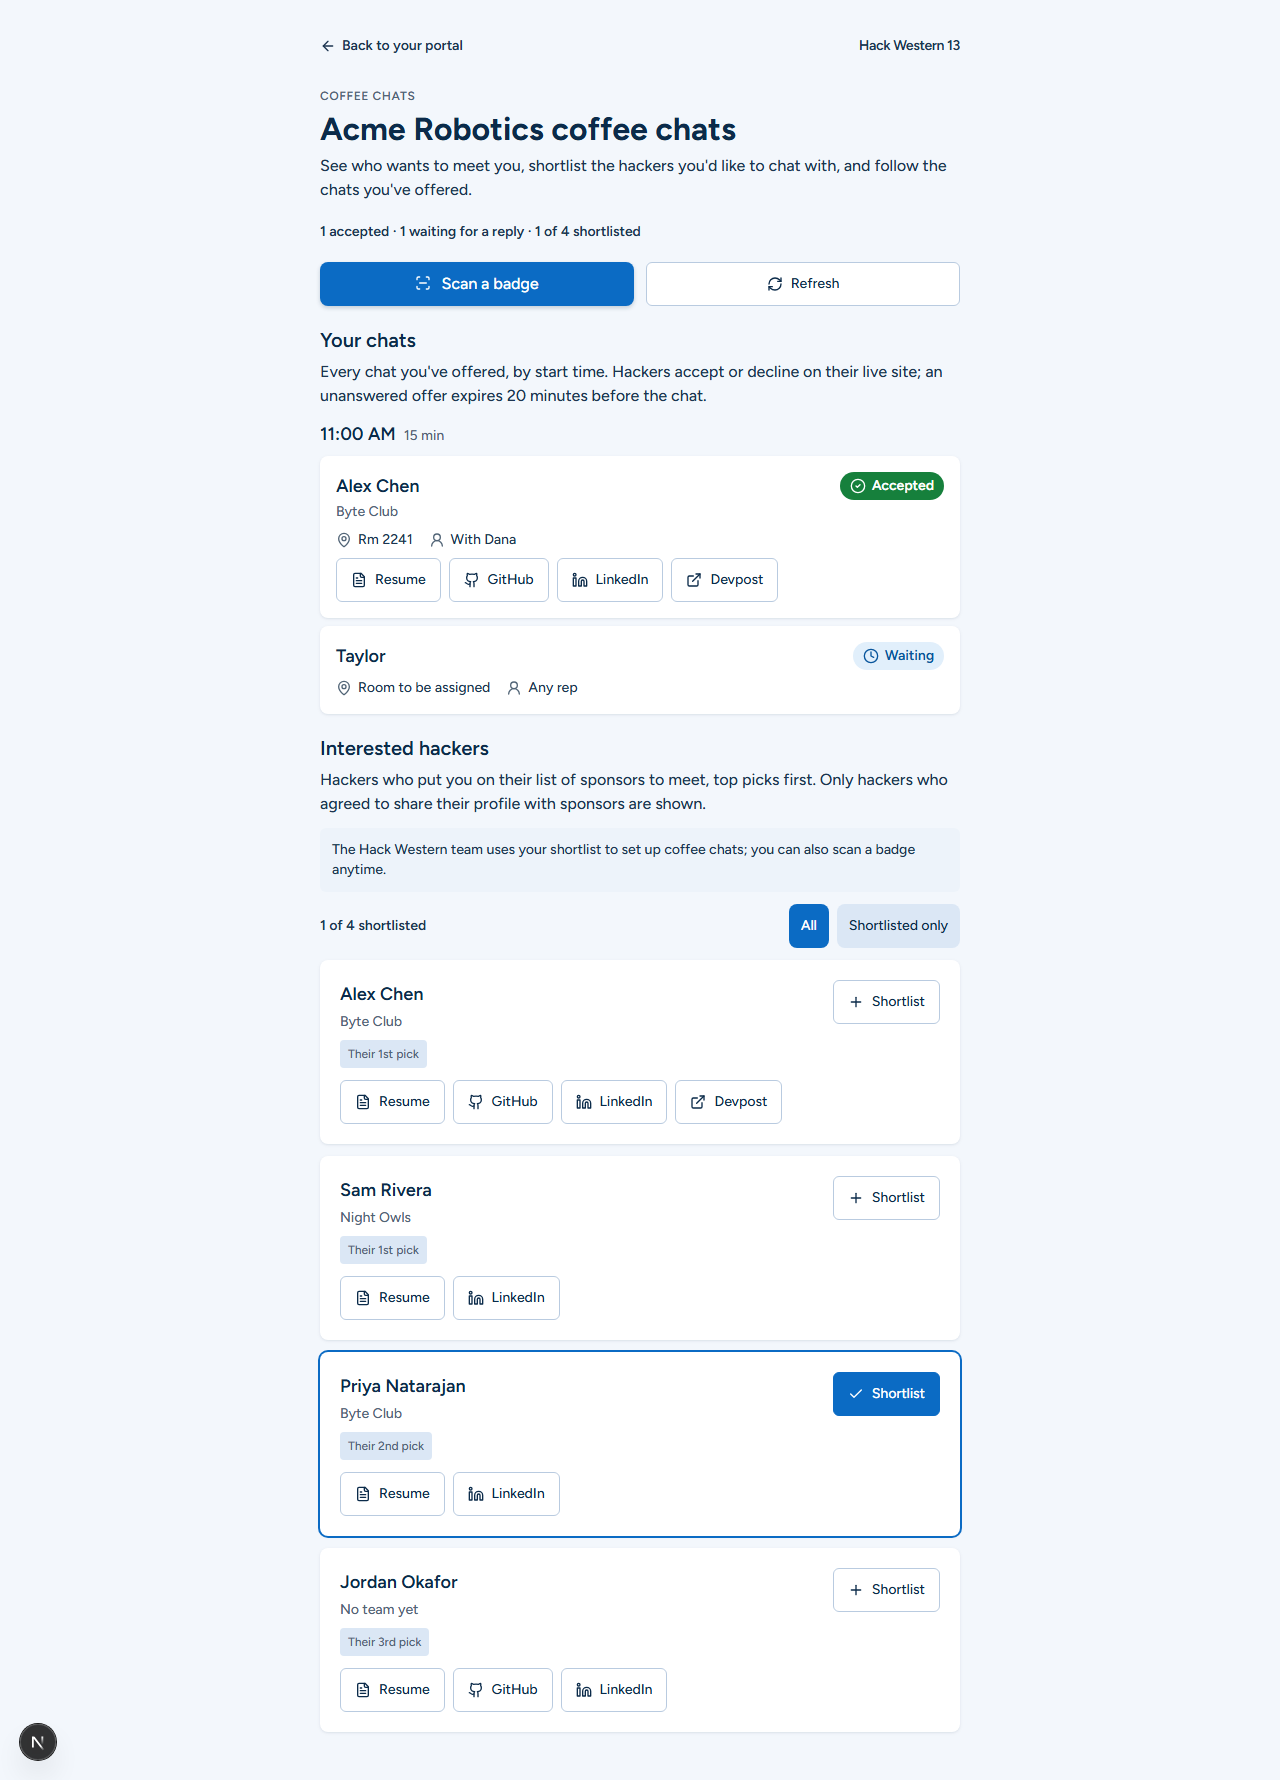 Back to your portal
Hack Western 13
COFFEE CHATS
Acme Robotics coffee chats
See who wants to meet you, shortlist the hackers you'd like to chat with, and follow the
chats you've offered.
1 accepted · 1 waiting for a reply · 1 of 4 shortlisted
Scan a badge
Refresh
Your chats
Every chat you've offered, by start time. Hackers accept or decline on their live site; an
unanswered offer expires 20 minutes before the chat.
11:00 AM 15 min
Alex Chen
Accepted
Byte Club
Rm 2241 With Dana
Resume GitHub LinkedIn Devpost
Taylor
Waiting
Room to be assigned Any rep
Interested hackers
Hackers who put you on their list of sponsors to meet, top picks first. Only hackers who
agreed to share their profile with sponsors are shown.
The Hack Western team uses your shortlist to set up coffee chats; you can also scan a badge
anytime.
1 of 4 shortlisted
All
Shortlisted only
Alex Chen
Shortlist
Byte Club
Their 1st pick
Resume GitHub LinkedIn Devpost
Sam Rivera
Shortlist
Night Owls
Their 1st pick
Resume LinkedIn
Priya Natarajan
Shortlist
Byte Club
Their 2nd pick
Resume LinkedIn
Jordan Okafor
Shortlist
No team yet
Their 3rd pick
Resume GitHub LinkedIn
N